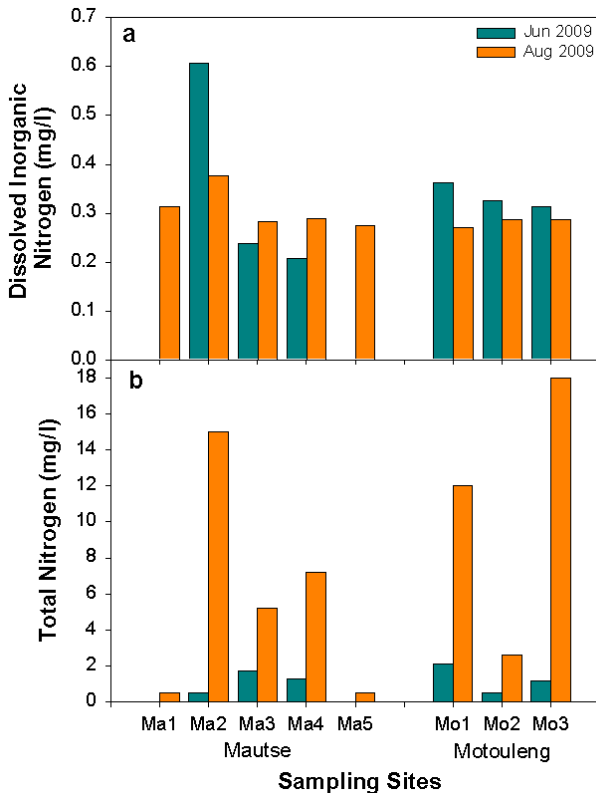 a
Jun 2009
Aug 2009
Dissolved Inorganic
Nitrogen (mg/l)
0.7
0.6
0.5
0.4
0.3
0.2
0.1
0.0
b
Total Nitrogen (mg/l)
18
16
14
12
10
8
6
4
2
0
Ma1 Ma2 Ma3 Ma4 Ma5 Mo1 Mo2 Mo3
Mautse Motouleng
Sampling Sites